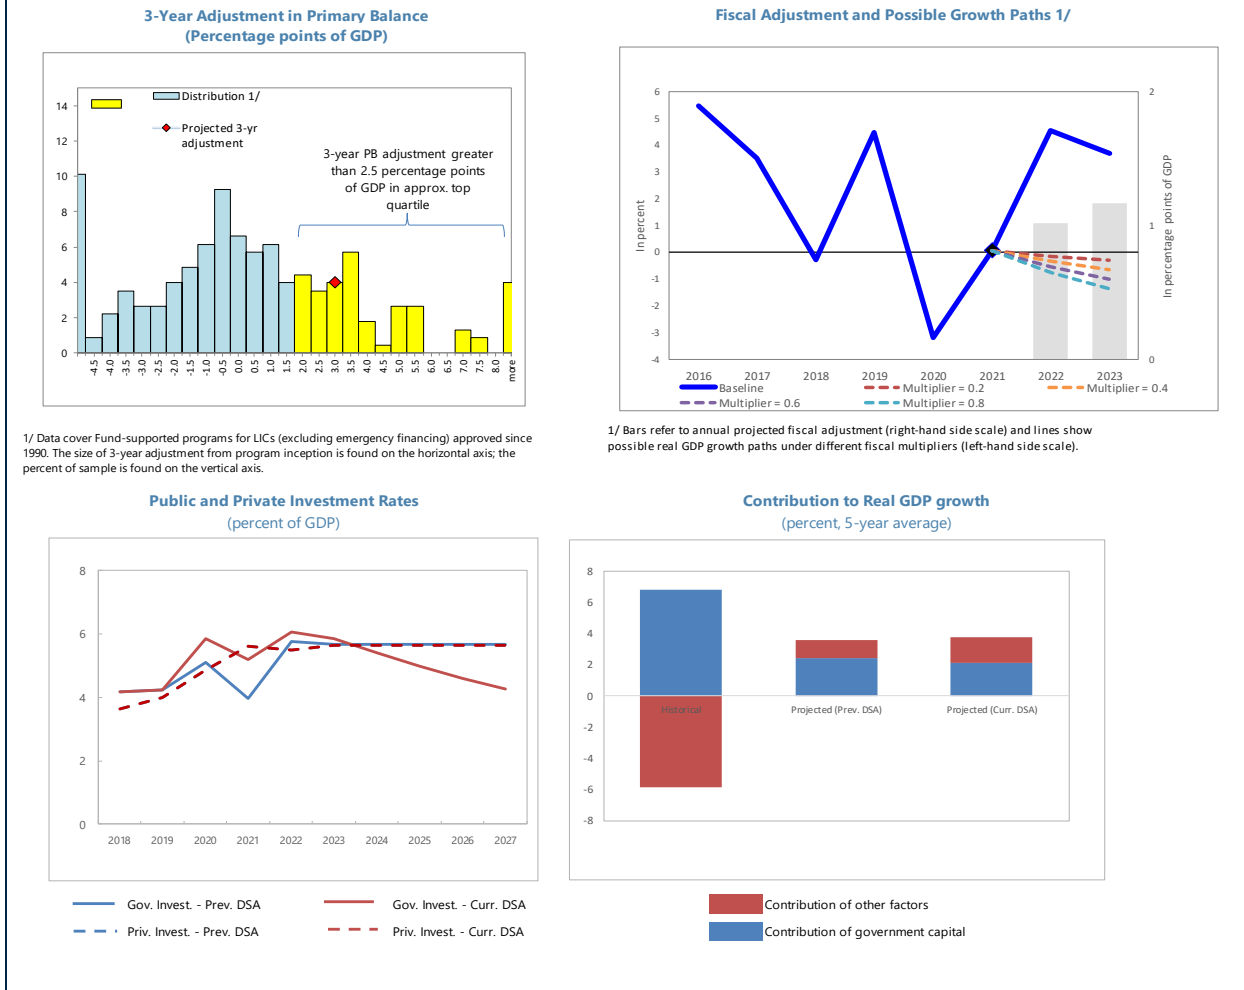 3-Year Adjustment in Primary Balance
(Percentage points of GDP)
14
12
10
8
6
4
2
0
Distribution 1/
Projected 3-yr
adjustment
3-year PB adjustment greater
than 2.5 percentage points
of GDP in approx. top
quartile
-4.5
-4.0
-3.5
-3.0
-2.5
-2.0
-1.5
-1.0
-0.5
0.0
0.5
1.0
1.5
2.0
2.5
3.0
3.5
4.0
4.5
5.0
5.5
6.0
6.5
7.0
7.5
8.0
more
1/ Data cover Fund-supported programs for LICs (excluding emergency financing) approved since
1990. The size of 3-year adjustment from program inception is found on the horizontal axis; the
percent of sample is found on the vertical axis.
Fiscal Adjustment and Possible Growth Paths 1/
In percent
6
5
4
3
2
1
0
-1
-2
-3
-4
2
1
0
In percentage points of GDP
2016 2017 2018 2019 2020 2021 2022 2023
Baseline Multiplier = 0.2 Multiplier = 0.4
Multiplier = 0.6 Multiplier = 0.8
1/ Bars refer to annual projected fiscal adjustment (right-hand side scale) and lines show
possible real GDP growth paths under different fiscal multipliers (left-hand side scale).
Public and Private Investment Rates
(percent of GDP)
8
6
4
2
0
2018 2019 2020 2021 2022 2023 2024 2025 2026 2027
Gov. Invest. - Prev. DSA Gov. Invest. - Curr. DSA
Priv. Invest. - Prev. DSA Priv. Invest. - Curr. DSA
Contribution to Real GDP growth
(percent, 5-year average)
8
6
4
2
0
-2
-4
-6
-8
Historical Projected (Prev. DSA) Projected (Curr. DSA)
Contribution of other factors
Contribution of government capital